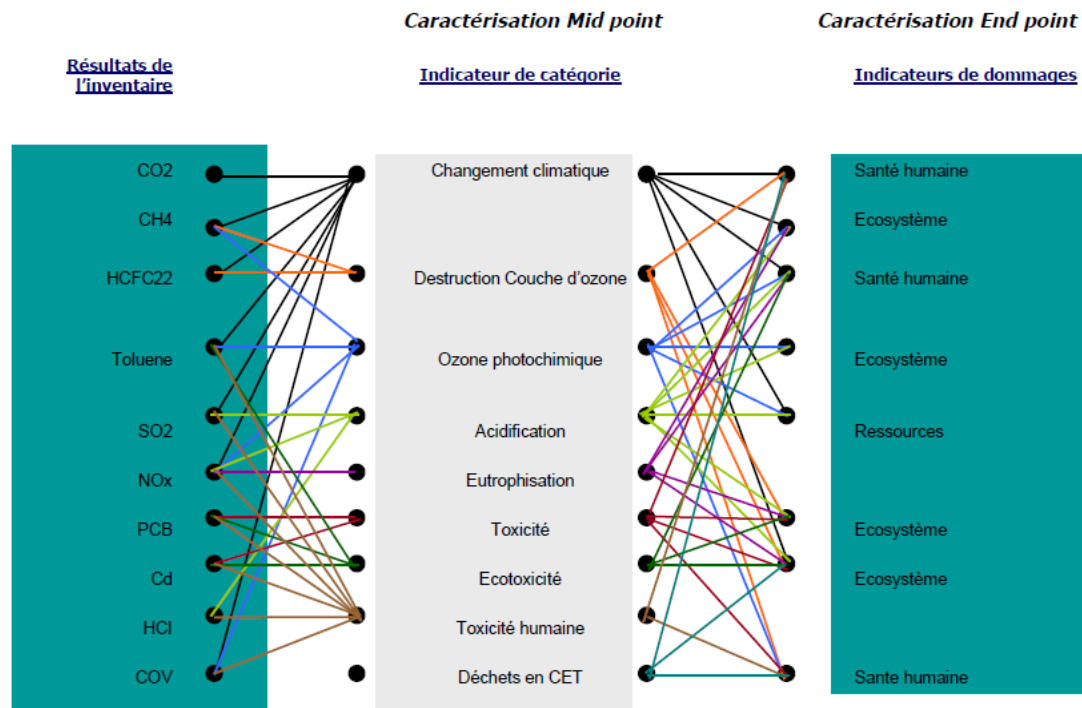 Caractérisation Mid point
Caractérisation End point
Résultats de
l'inventaire
Indicateur de catégorie
Indicateurs de dommages
CO2
Changement climatique
Santé humaine
CH4
Ecosystème
HCFC22
Destruction Couche d'ozone
Santé humaine
Toluene
Ozone photochimique
Ecosystème
SO2
Acidification
Ressources
NOx
Eutrophisation
PCB
Toxicité
Ecosystème
Cd
Ecotoxicité
Ecosystème
HCl
Toxicité humaine
COV
Déchets en CET
Sante humaine